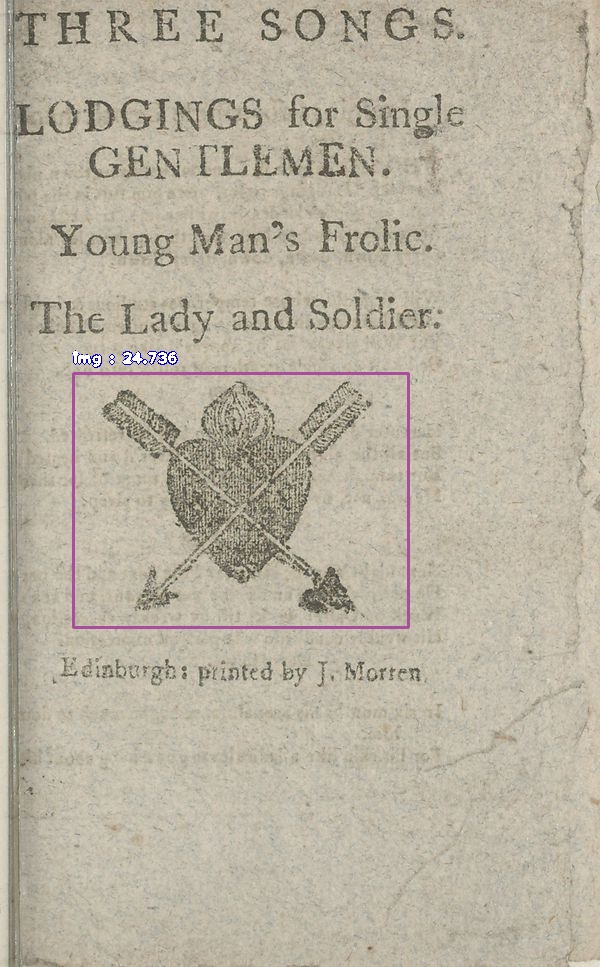 THREE SONGS.
LODGINGS for Single
GENTLEMEN.
Young Man's Frolic.
The Lady and Soldier.
img : 24.736
Edinburgh: printed by J. Morren